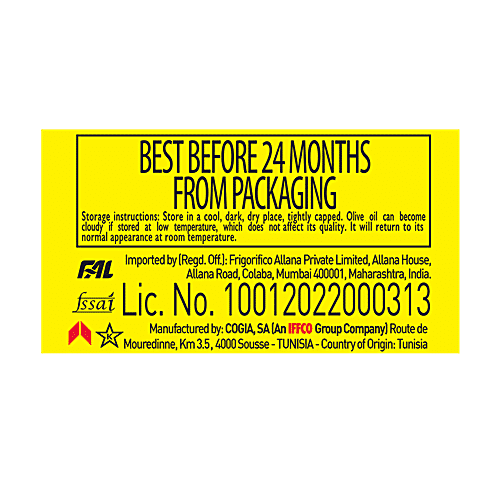 BEST BEFORE 24 MONTHS
FROM PACKAGING
Storage instructions: Store in a cool, dark, dry place, tightly capped. Olive oil can become
cloudy if stored at low temperature, which does not affect its quality. It will return to its
normal appearance at room temperature.
FAL
Imported by (Regd. Off.): Frigorifico Allana Private Limited, Allana House,
Allana Road, Colaba, Mumbai 400001, Maharashtra, India.
fssai Lic. No. 10012022000313
K
Manufactured by: COGIA, SA (An IFFCO Group Company) Route de
Mouredinne, Km 3.5, 4000 Sousse - TUNISIA - Country of Origin: Tunisia